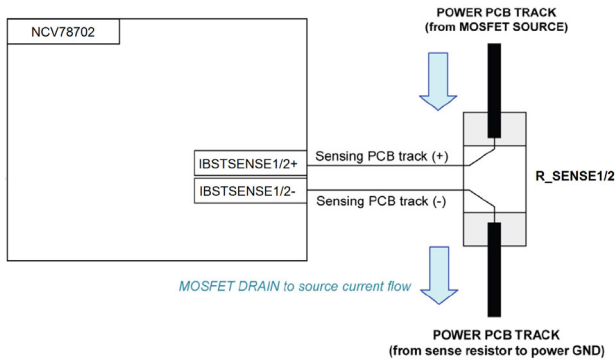 POWER PCB TRACK
(from MOSFET SOURCE)
NCV78702
IBSTSENSE1/2+
Sensing PCB track (+)
R_SENSE1/2
IBSTSENSE1/2-
Sensing PCB track (-)
MOSFET DRAIN to source current flow
POWER PCB TRACK
(from sense resistor to power GND)